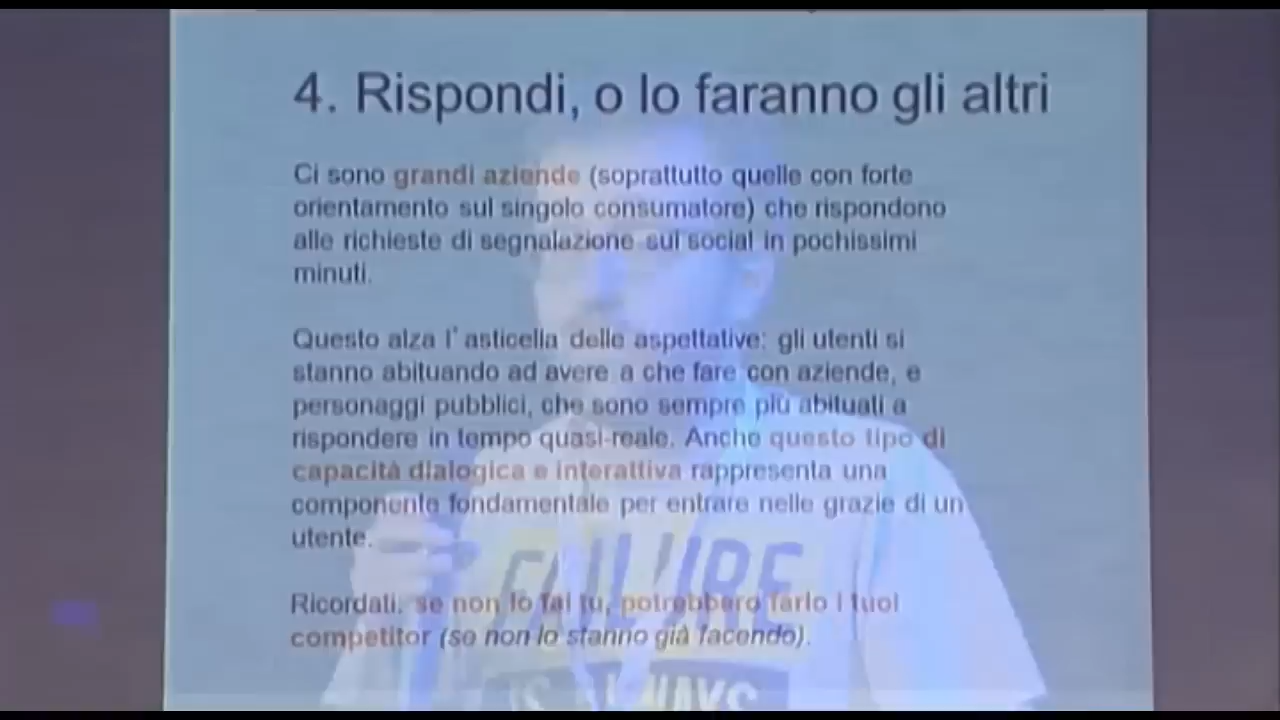 4. Rispondi, o lo faranno gli altri
Ci sono grandi aziende (soprattutto quelle con forte
orientamento sul singolo consumatore) che rispondono
alle richieste di segnalazione sui social in pochissimi
minuti.
Questo alza l'asticella delle aspettative: gli utenti si
stanno abituando ad avere a che fare con aziende, e
personaggi pubblici, che sono sempre più abituati a
rispondere in tempo quasi-reale. Anche questo tipo di
capacità dialogica e interattiva rappresenta una
componente fondamentale per entrare nelle grazie di un
utente.
Ricordati, se non lo fai tu, potrebbero farlo i tuoi
competitor (se non lo stanno già facendo).
FAILURE
IS ALWAYS